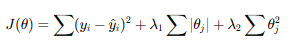 J(θ) = ∑(yᵢ − ŷᵢ)² + λ₁ ∑ |θⱼ| + λ₂ ∑ θⱼ²